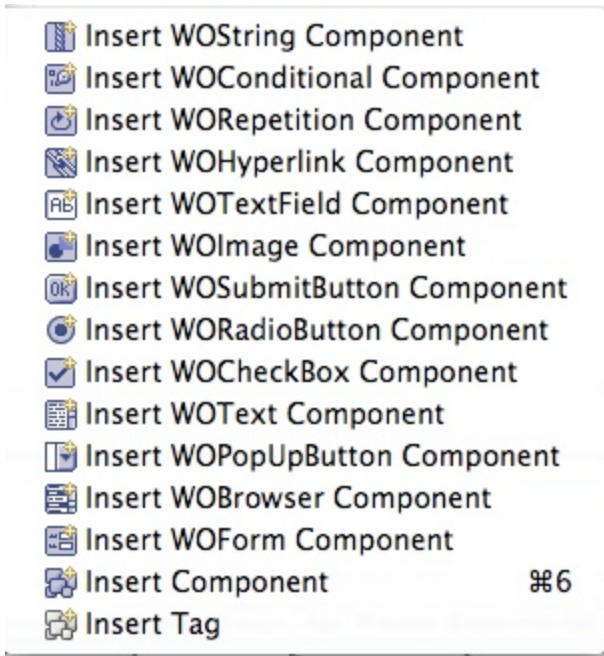 Insert WOString Component
Insert WOConditional Component
Insert WORepetition Component
Insert WOHyperlink Component
Insert WOTextField Component
Insert WOImage Component
Insert WOSubmitButton Component
Insert WORadioButton Component
Insert WOCheckBox Component
Insert WOText Component
Insert WOPopUpButton Component
Insert WOBrowser Component
Insert WOForm Component
Insert Component ⌘6
Insert Tag